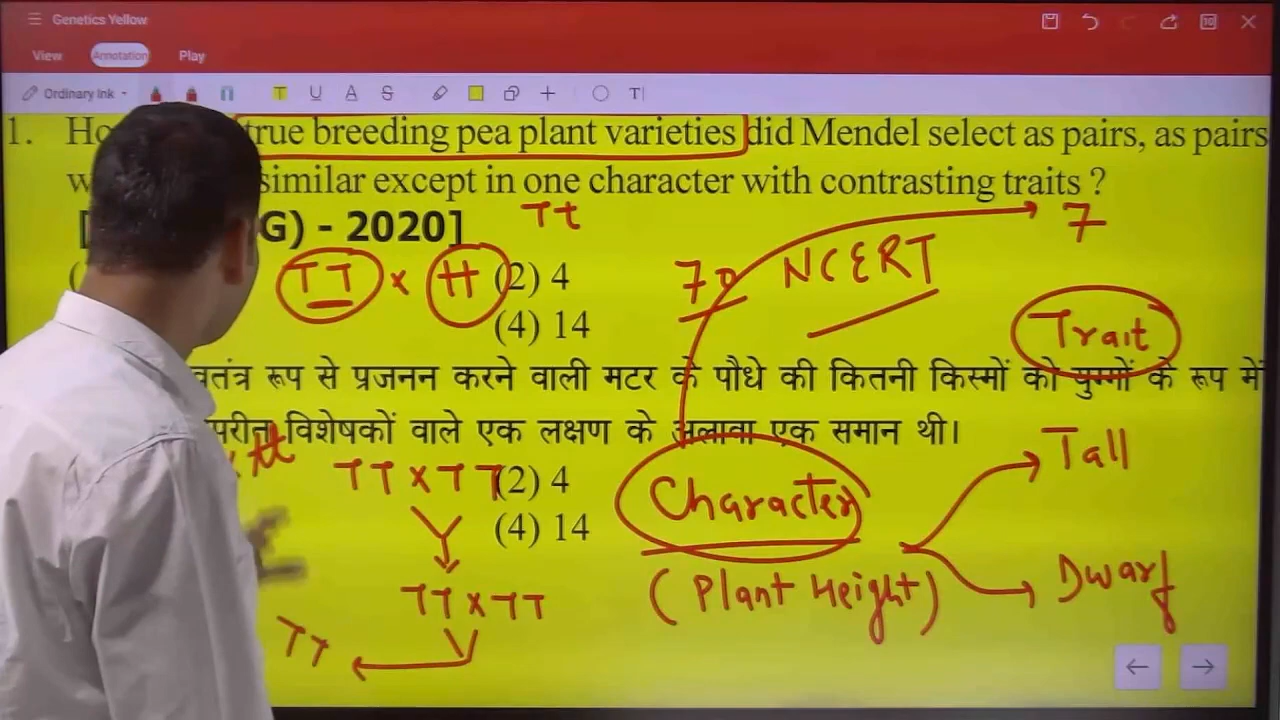 Genetics Yellow
View Annotation Play
Ordinary Ink T U A S T
1. true breeding pea plant varieties did Mendel select as pairs, as pairs
similar except in one character with contrasting traits ?
G) - 2020] Tt 7
TT x tt (2) 4 70 NCERT
(4) 14 Trait
रूप से प्रजनन करने वाली मटर के पौधे की कितनी किस्मों को युग्मों के रूप में
विशेषकों वाले एक लक्षण के अलावा एक समान थी।
tt TT x TT (2) 4 Character Tall
(4) 14
TT x TT (Plant Height) Dwarf
TT